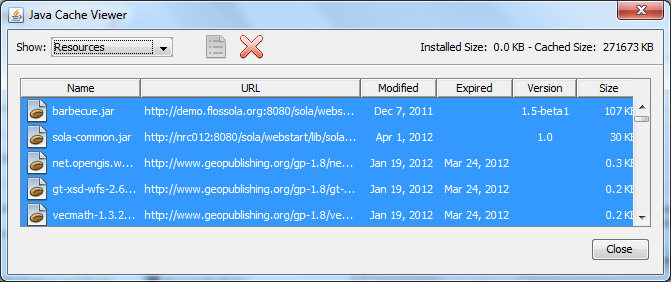 Java Cache Viewer
Show: Resources Installed Size: 0.0 KB - Cached Size: 271673 KB
Name URL Modified Expired Version Size
barbecue.jar http://demo.flossola.org:8080/sola/webs... Dec 7, 2011 1.5-beta1 107 KB
sola-common.jar http://nrc012:8080/sola/webstart/lib/sola... Apr 1, 2012 1.0 30 KB
net.opengis.w... http://www.geopublishing.org/gp-1.8/ne... Jan 19, 2012 Mar 24, 2012 0.3 KB
gt-xsd-wfs-2.6... http://www.geopublishing.org/gp-1.8/gt-... Jan 19, 2012 Mar 24, 2012 0.2 KB
vecmath-1.3.2... http://www.geopublishing.org/gp-1.8/ve... Jan 19, 2012 Mar 24, 2012 0.2 KB
Close